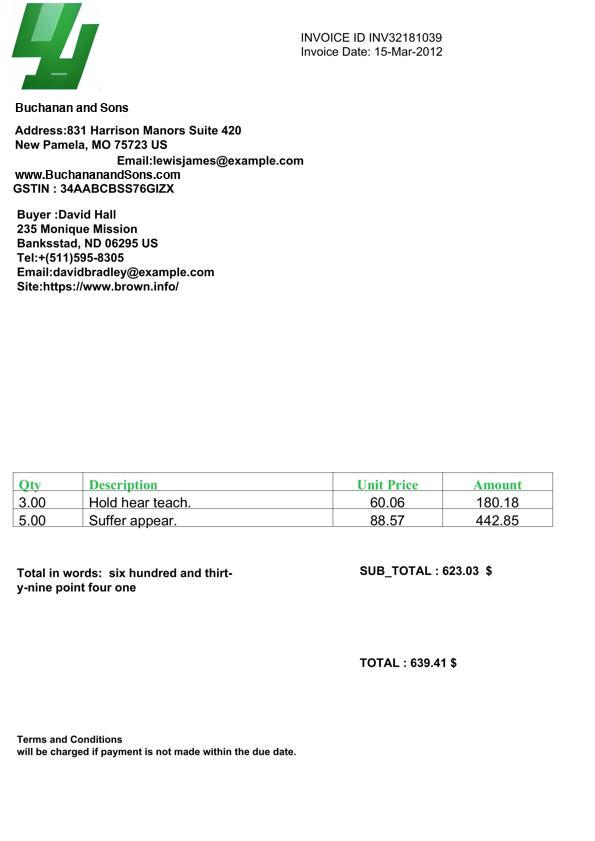 INVOICE ID INV32181039
Invoice Date: 15-Mar-2012
Buchanan and Sons
Address:831 Harrison Manors Suite 420
New Pamela, MO 75723 US
Email:lewisjames@example.com
www.BuchananandSons.com
GSTIN : 34AABCBSS76GIZX
Buyer :David Hall
235 Monique Mission
Banksstad, ND 06295 US
Tel:+(511)595-8305
Email:davidbradley@example.com
Site:https://www.brown.info/
Qty Description Unit Price Amount
3.00 Hold hear teach. 60.06 180.18
5.00 Suffer appear. 88.57 442.85
Total in words:  six hundred and thirt-
y-nine point four one
SUB_TOTAL : 623.03  $
TOTAL : 639.41 $
Terms and Conditions
will be charged if payment is not made within the due date.